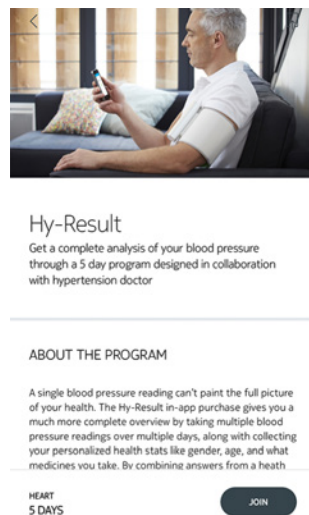 Hy-Result
Get a complete analysis of your blood pressure
through a 5 day program designed in collaboration
with hypertension doctor
ABOUT THE PROGRAM
A single blood pressure reading can't paint the full picture
of your health. The Hy-Result in-app purchase gives you a
much more complete overview by taking multiple blood
pressure readings over multiple days, along with collecting
your personalized health stats like gender, age, and what
medicines you take. By combining answers from a heath
HEART
5 DAYS
JOIN